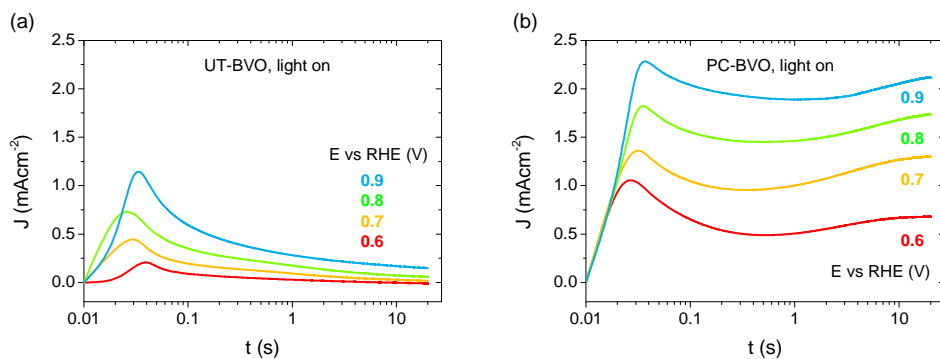 (a)
2.5
2.0
1.5
1.0
0.5
0.0
J (mAcm-2)
UT-BVO, light on
E vs RHE (V)
0.9
0.8
0.7
0.6
0.01
0.1
1
10
t (s)
(b)
2.5
2.0
1.5
1.0
0.5
0.0
J (mAcm-2)
PC-BVO, light on
0.9
0.8
0.7
0.6
E vs RHE (V)
0.01
0.1
1
10
t (s)